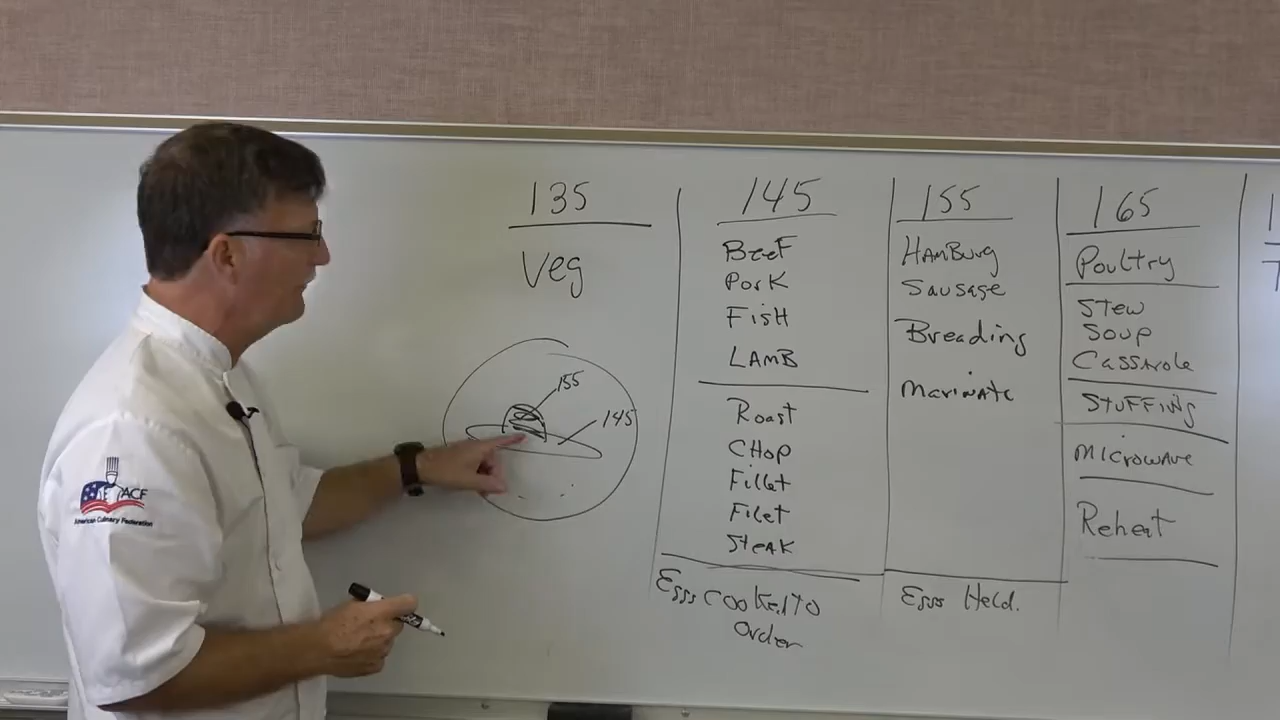 135
Veg
155
145
145
BEEF
PORK
FISH
LAMB
Roast
CHOP
Fillet
Filet
STEAK
Eggs cooked to
Order
155
HAMBurg
Sausage
Breading
MARINATE
Eggs Held.
165
Poultry
STEW
SOUP
CASSArole
STUFFING
Microwave
Reheat
ACF
American Culinary Federation